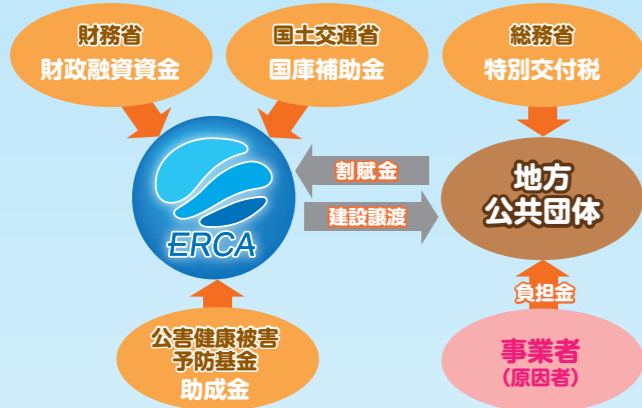 財務省
財政融資資金
国土交通省
国庫補助金
総務省
特別交付税
ERCA
割賦金
建設譲渡
地方
公共団体
負担金
公害健康被害
予防基金
助成金
事業者
(原因者)